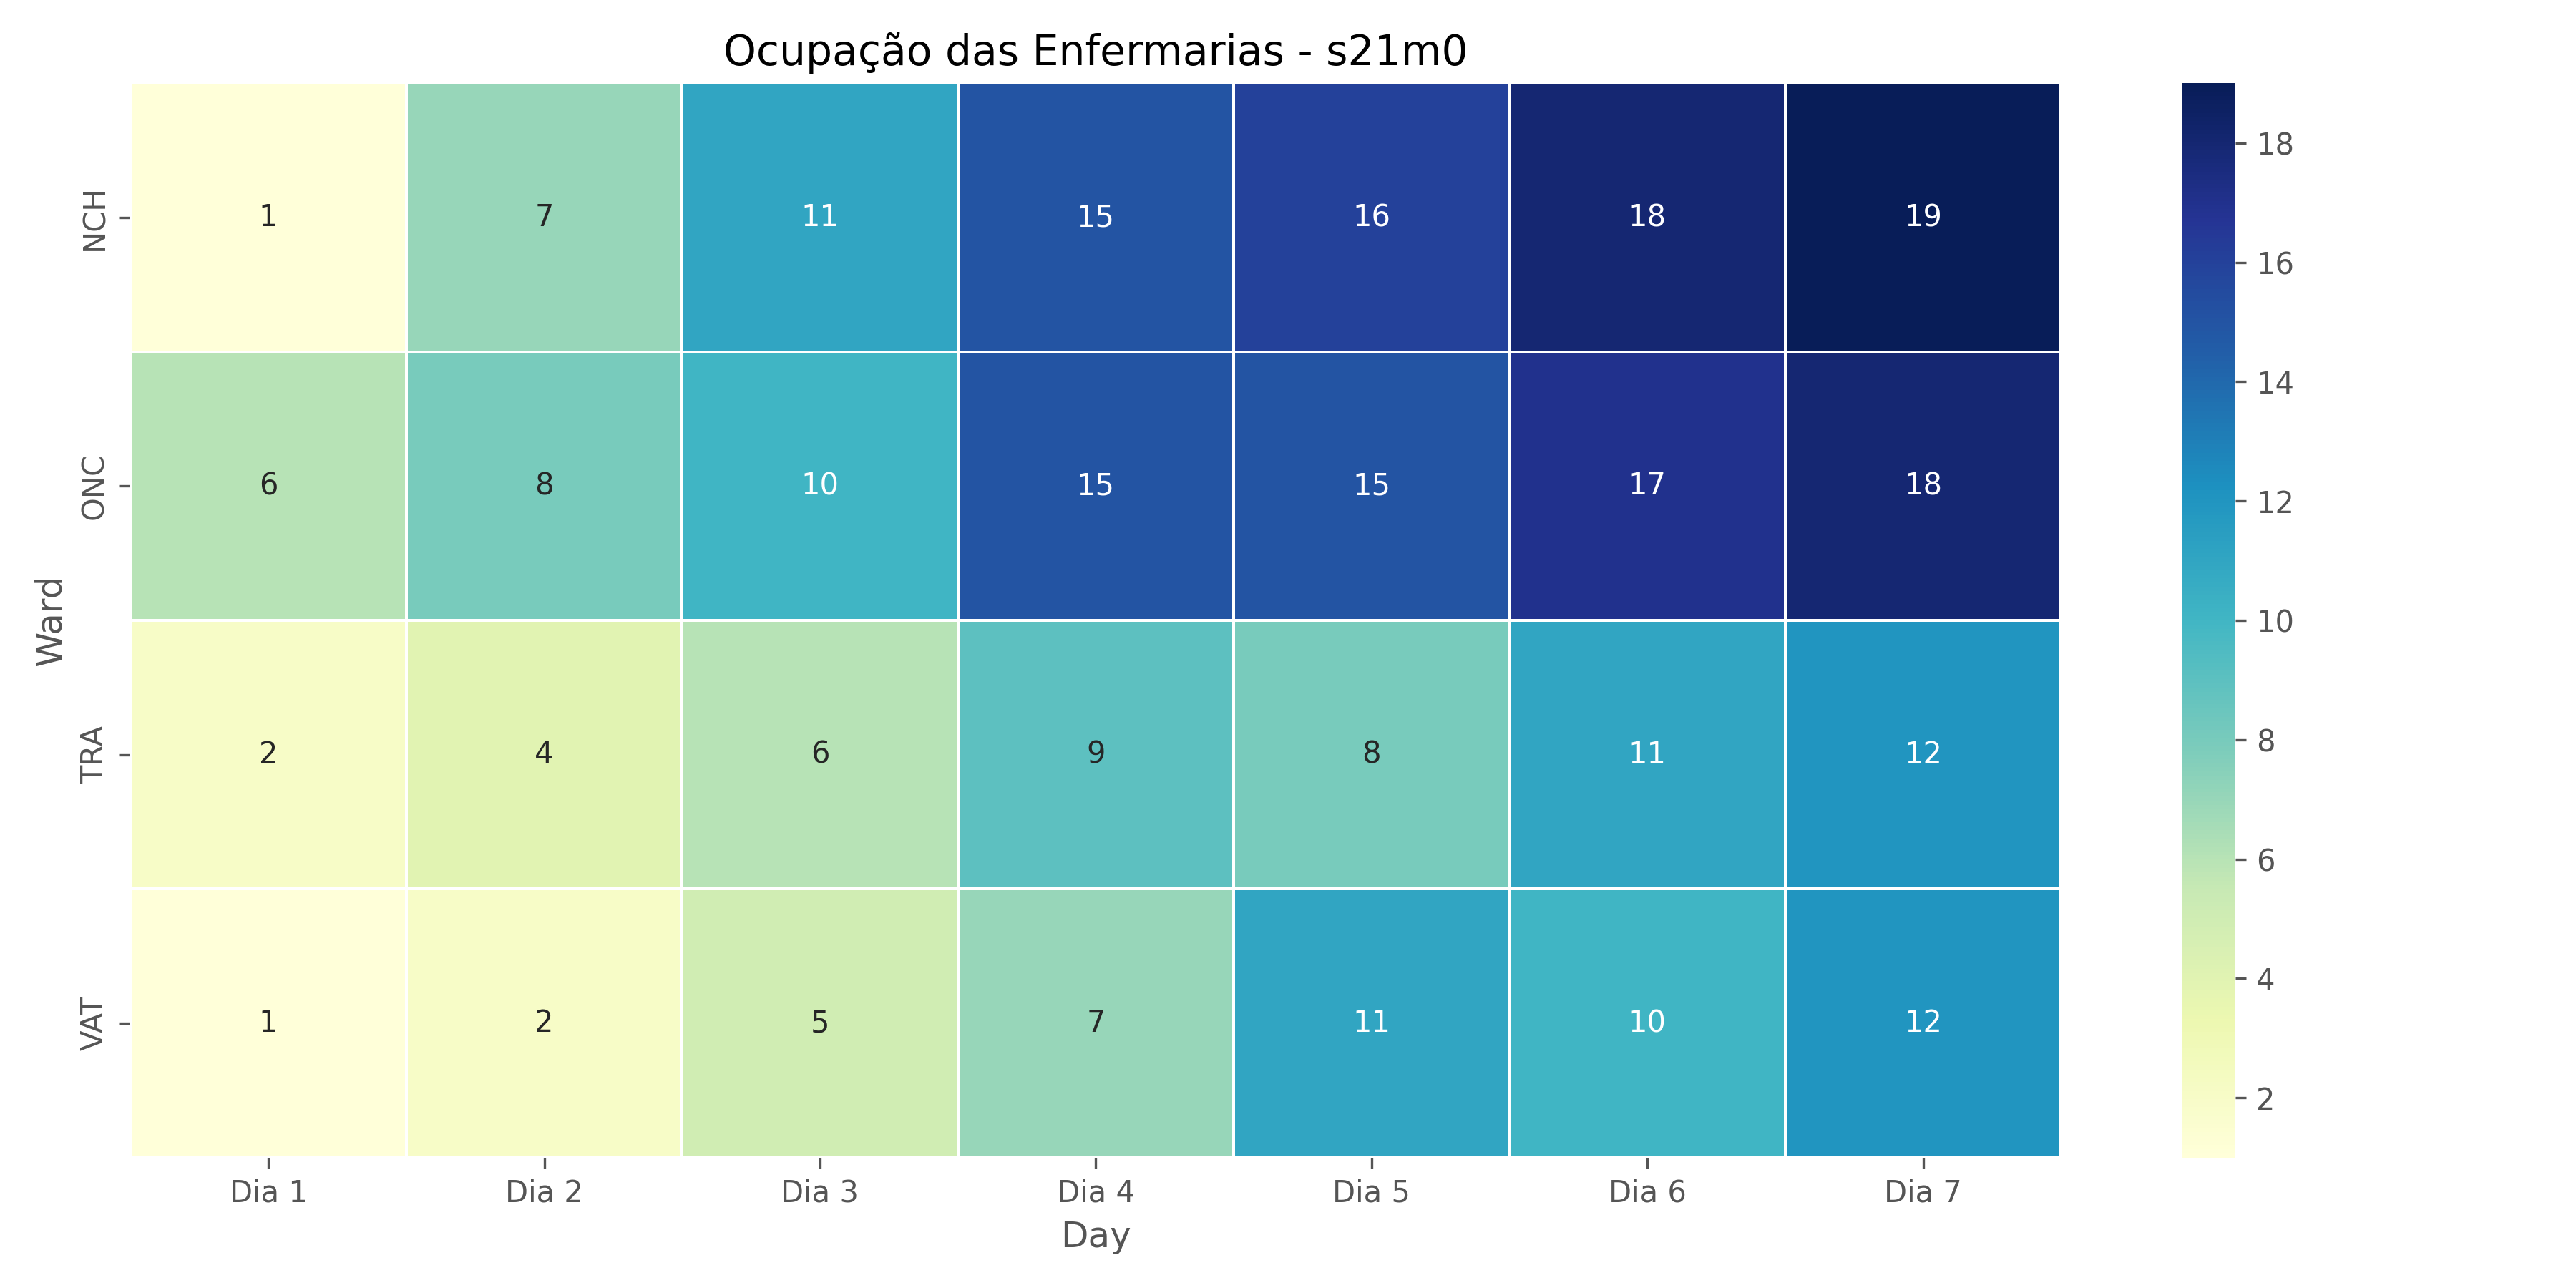 Ocupação das Enfermarias - s21m0
Ward
NCH 1 7 11 15 16 18 19
ONC 6 8 10 15 15 17 18
TRA 2 4 6 9 8 11 12
VAT 1 2 5 7 11 10 12
Dia 1 Dia 2 Dia 3 Dia 4 Dia 5 Dia 6 Dia 7
Day
18
16
14
12
10
8
6
4
2